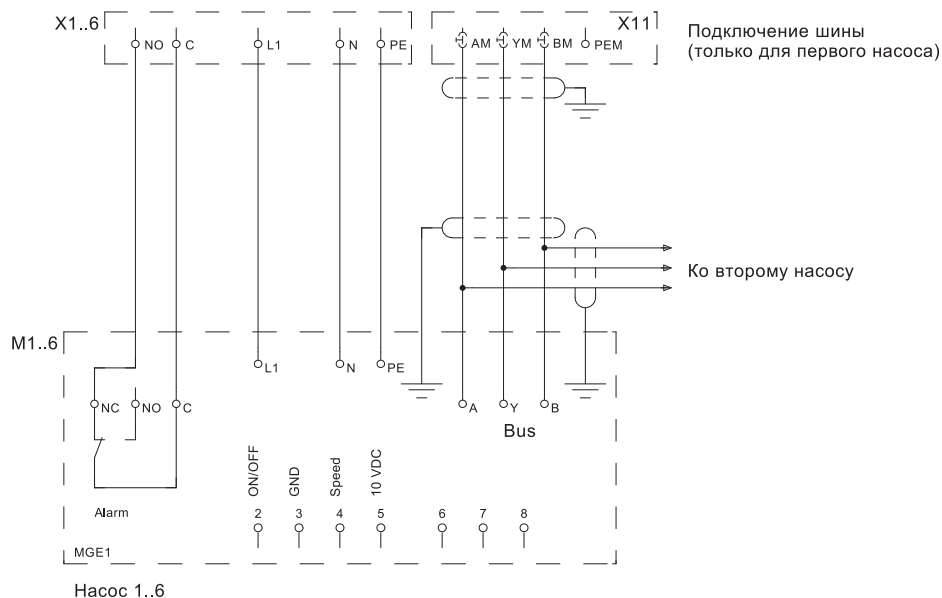 X1..6
NO C L1 N PE
X11
AM YM BM PEM
Подключение шины
(только для первого насоса)
Ко второму насосу
M1..6
L1 N PE
NC NO C
A Y B
Bus
ON/OFF
GND
Speed
10 VDC
Alarm
2 3 4 5 6 7 8
MGE1
Насос 1..6